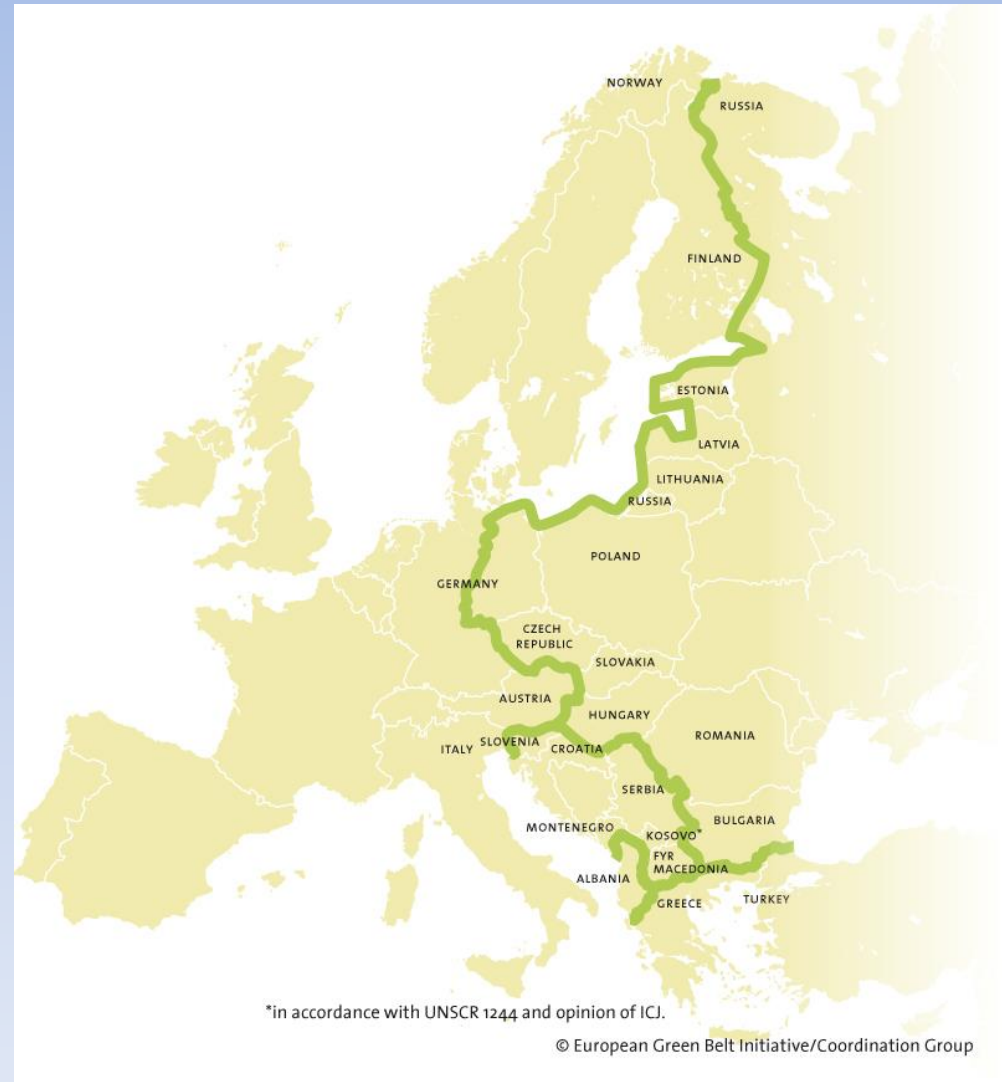 NORWAY
RUSSIA
FINLAND
ESTONIA
LATVIA
LITHUANIA
RUSSIA
POLAND
GERMANY
CZECH
REPUBLIC
SLOVAKIA
AUSTRIA
HUNGARY
ITALY
SLOVENIA
CROATIA
ROMANIA
SERBIA
MONTENEGRO
BULGARIA
KOSOVO*
FYR
MACEDONIA
ALBANIA
GREECE
TURKEY
*in accordance with UNSCR 1244 and opinion of ICJ.
© European Green Belt Initiative/Coordination Group